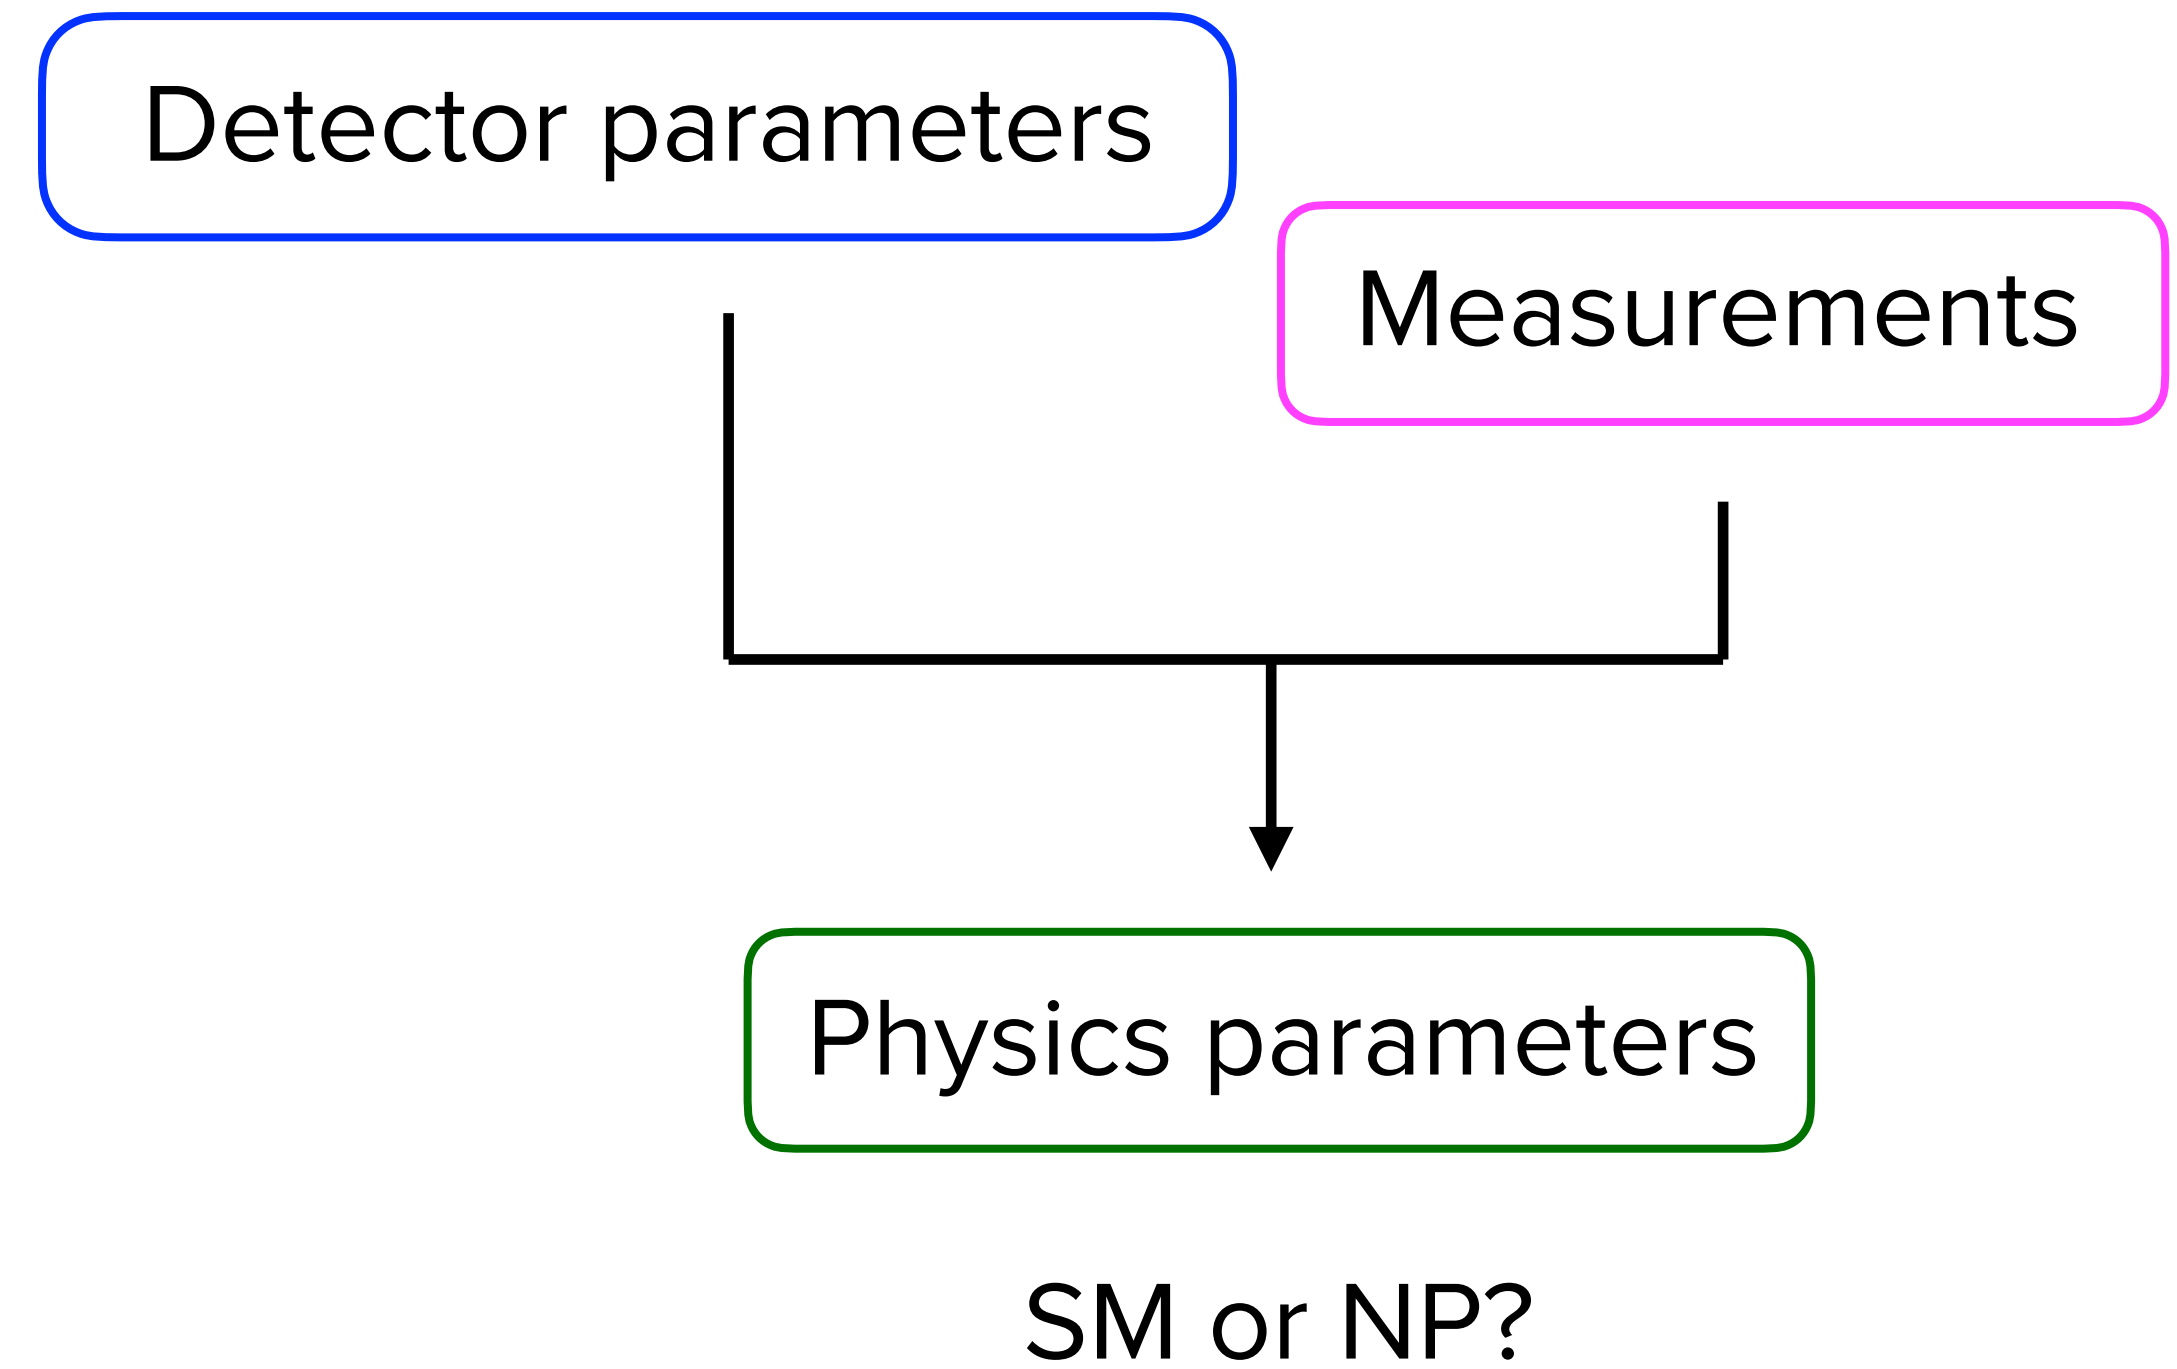 Detector parameters
Measurements
Physics parameters
SM or NP?